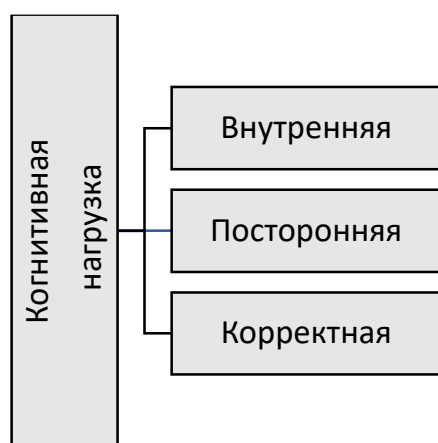 Когнитивная
нагрузка
Внутренняя
Посторонняя
Корректная